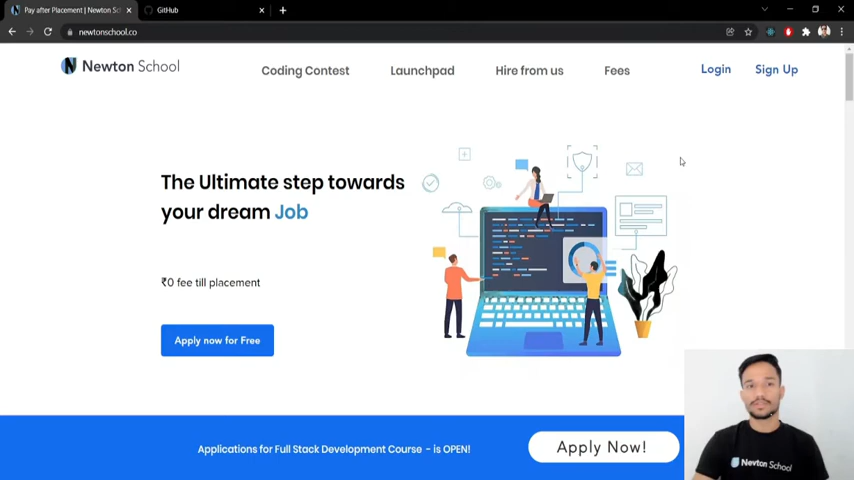 Pay after Placement | Newton Sch
GitHub
newtonschool.co
Newton School
Coding Contest
Launchpad
Hire from us
Fees
Login
Sign Up
The Ultimate step towards
your dream Job
₹0 fee till placement
Apply now for Free
Applications for Full Stack Development Course - is OPEN!
Apply Now!
Newton School